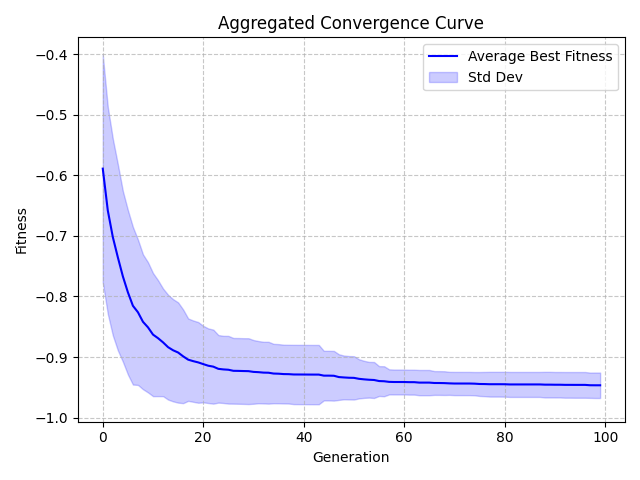 Aggregated Convergence Curve
Average Best Fitness
Std Dev
Fitness
−0.4
−0.5
−0.6
−0.7
−0.8
−0.9
−1.0
0
20
40
60
80
100
Generation